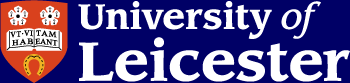 University of
Leicester
VT·VITAM
HABEANT